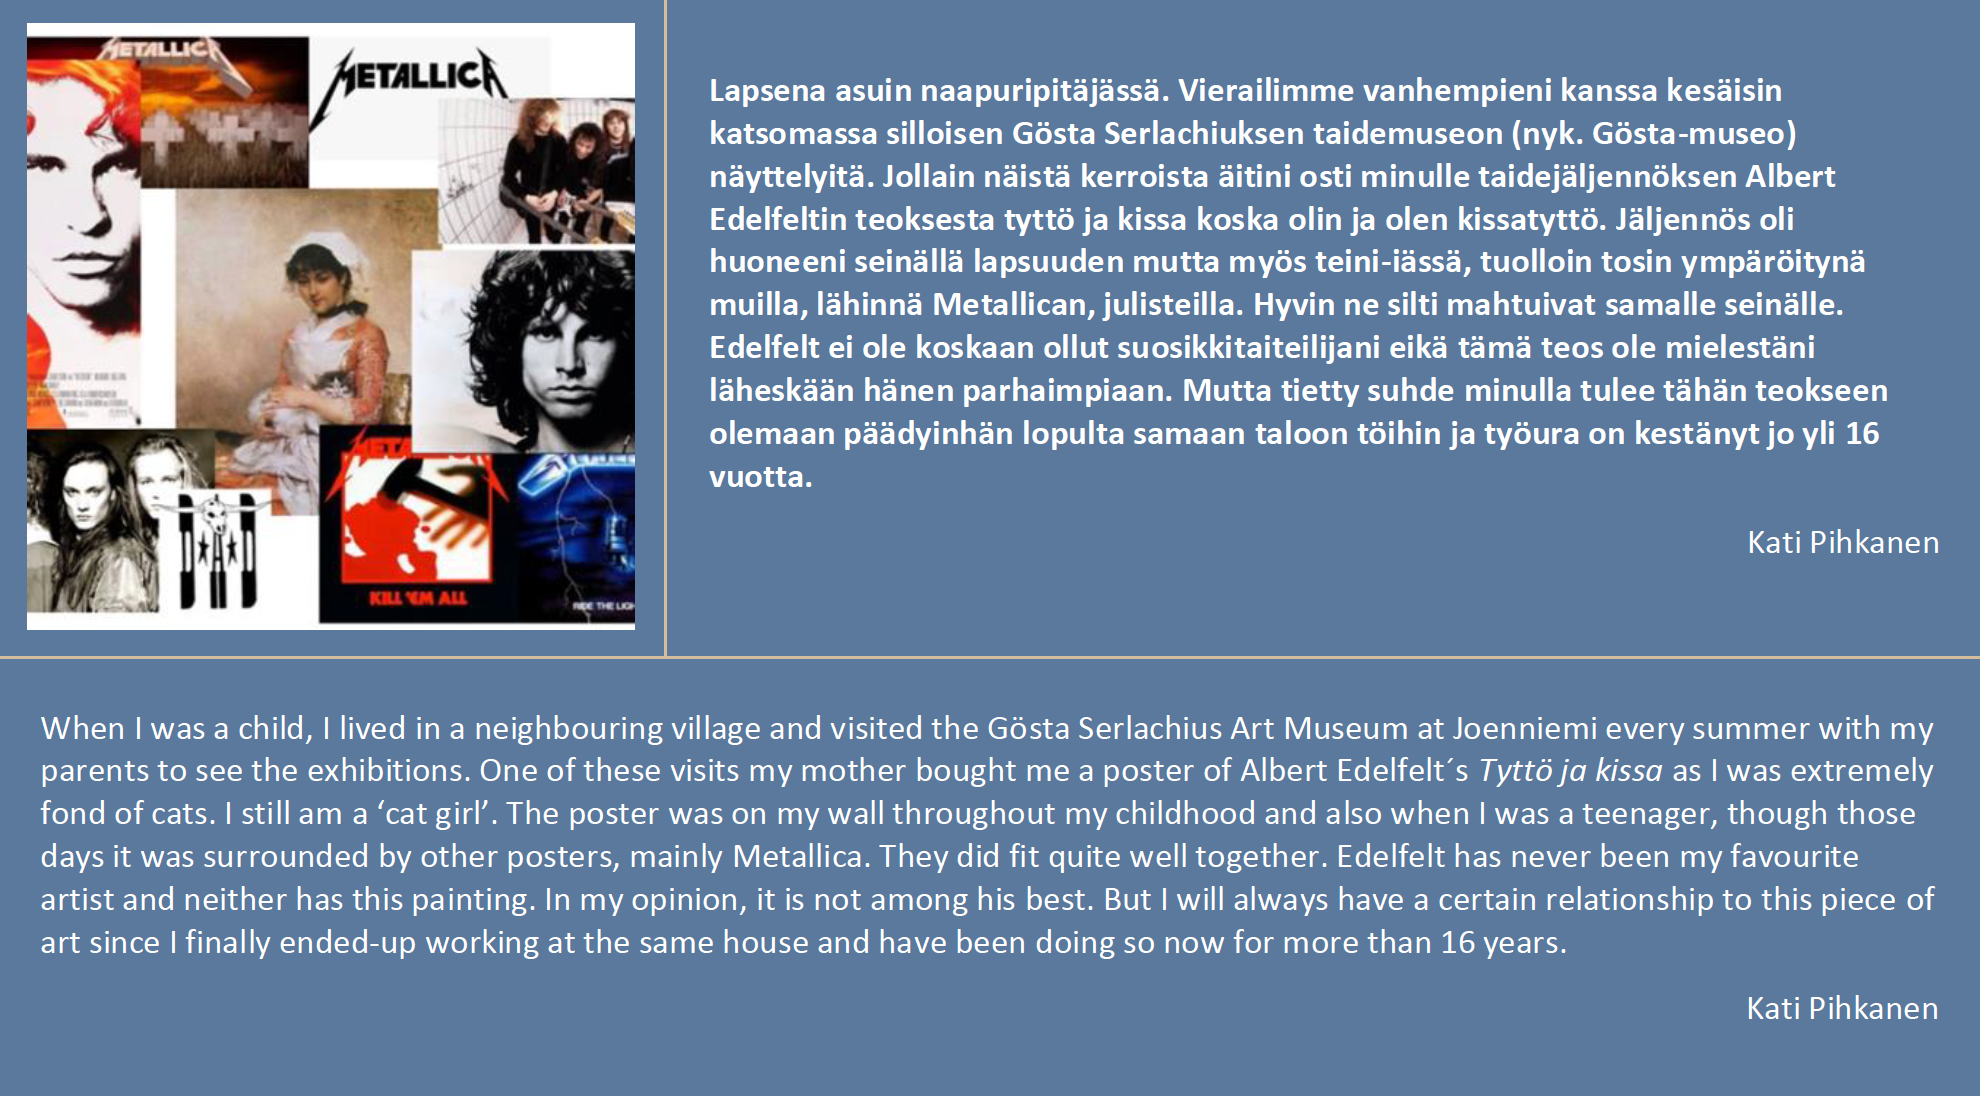 METALLICA
METALLICA
Lapsena asuin naapuripitäjässä. Vierailimme vanhempieni kanssa kesäisin
katsomassa silloisen Gösta Serlachiuksen taidemuseon (nyk. Gösta-museo)
näyttelyitä. Jollain näistä kerroista äitini osti minulle taidejäljennöksen Albert
Edelfeltin teoksesta tyttö ja kissa koska olin ja olen kissatyttö. Jäljennös oli
huoneeni seinällä lapsuuden mutta myös teini-iässä, tuolloin tosin ympäröitynä
muilla, lähinnä Metallican, julisteilla. Hyvin ne silti mahtuivat samalle seinälle.
Edelfelt ei ole koskaan ollut suosikkitaiteilijani eikä tämä teos ole mielestäni
läheskään hänen parhaimpiaan. Mutta tietty suhde minulla tulee tähän teokseen
olemaan päädyinhän lopulta samaan taloon töihin ja työura on kestänyt jo yli 16
vuotta.
Kati Pihkanen
KILL 'EM ALL
RIDE THE LIGH
When I was a child, I lived in a neighbouring village and visited the Gösta Serlachius Art Museum at Joenniemi every summer with my
parents to see the exhibitions. One of these visits my mother bought me a poster of Albert Edelfelt´s Tyttö ja kissa as I was extremely
fond of cats. I still am a ‘cat girl’. The poster was on my wall throughout my childhood and also when I was a teenager, though those
days it was surrounded by other posters, mainly Metallica. They did fit quite well together. Edelfelt has never been my favourite
artist and neither has this painting. In my opinion, it is not among his best. But I will always have a certain relationship to this piece of
art since I finally ended-up working at the same house and have been doing so now for more than 16 years.
Kati Pihkanen